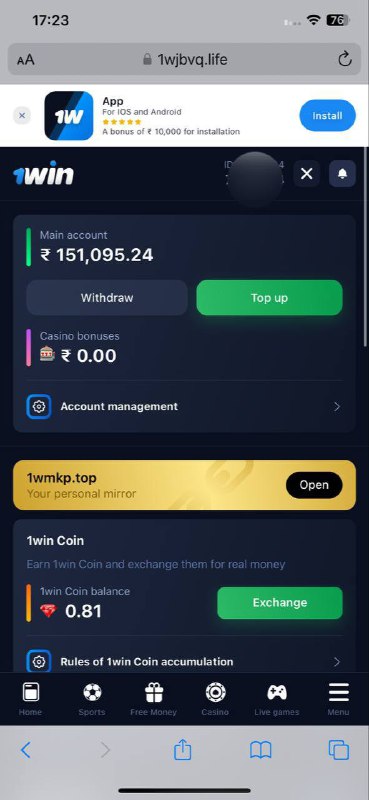 17:23
76
AA
1wjbvq.life
1W
App
For IOS and Android
A bonus of ₹ 10,000 for installation
Install
1win
ID
4
Main account
₹ 151,095.24
Withdraw
Top up
Casino bonuses
₹ 0.00
Account management
1wmkp.top
Your personal mirror
Open
1win Coin
Earn 1win Coin and exchange them for real money
1win Coin balance
0.81
Exchange
Rules of 1win Coin accumulation
Home
Sports
Free Money
Casino
Live games
Menu